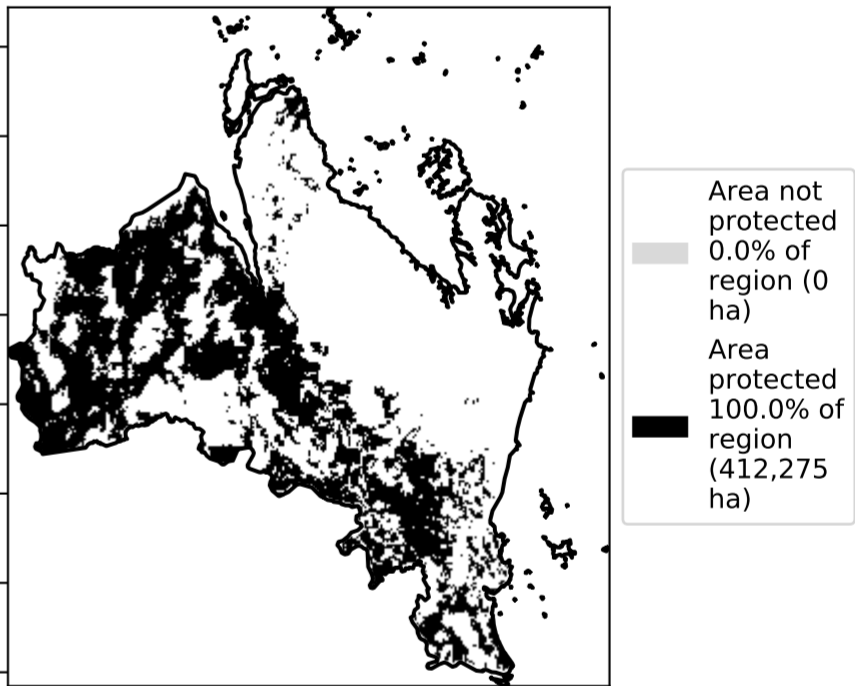 Area not
protected
0.0% of
region (0
ha)
Area
protected
100.0% of
region
(412,275
ha)